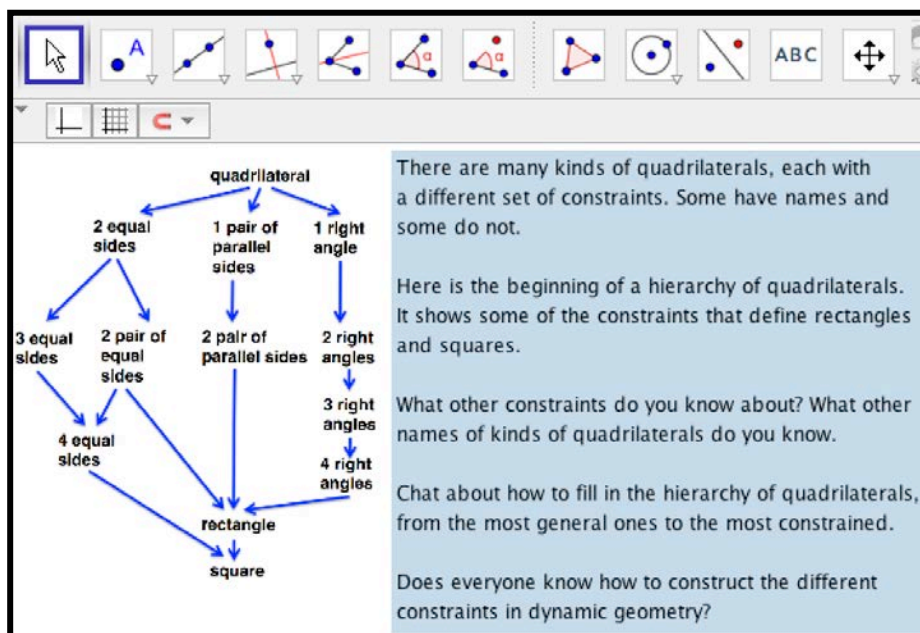 A
α
α
ABC
quadrilateral
2 equal
sides
1 pair of
parallel
sides
1 right
angle
3 equal
sides
2 pair of
equal
sides
2 pair of
parallel sides
2 right
angles
3 right
angles
4 equal
sides
4 right
angles
rectangle
square
There are many kinds of quadrilaterals, each with
a different set of constraints. Some have names and
some do not.
Here is the beginning of a hierarchy of quadrilaterals.
It shows some of the constraints that define rectangles
and squares.
What other constraints do you know about? What other
names of kinds of quadrilaterals do you know.
Chat about how to fill in the hierarchy of quadrilaterals,
from the most general ones to the most constrained.
Does everyone know how to construct the different
constraints in dynamic geometry?